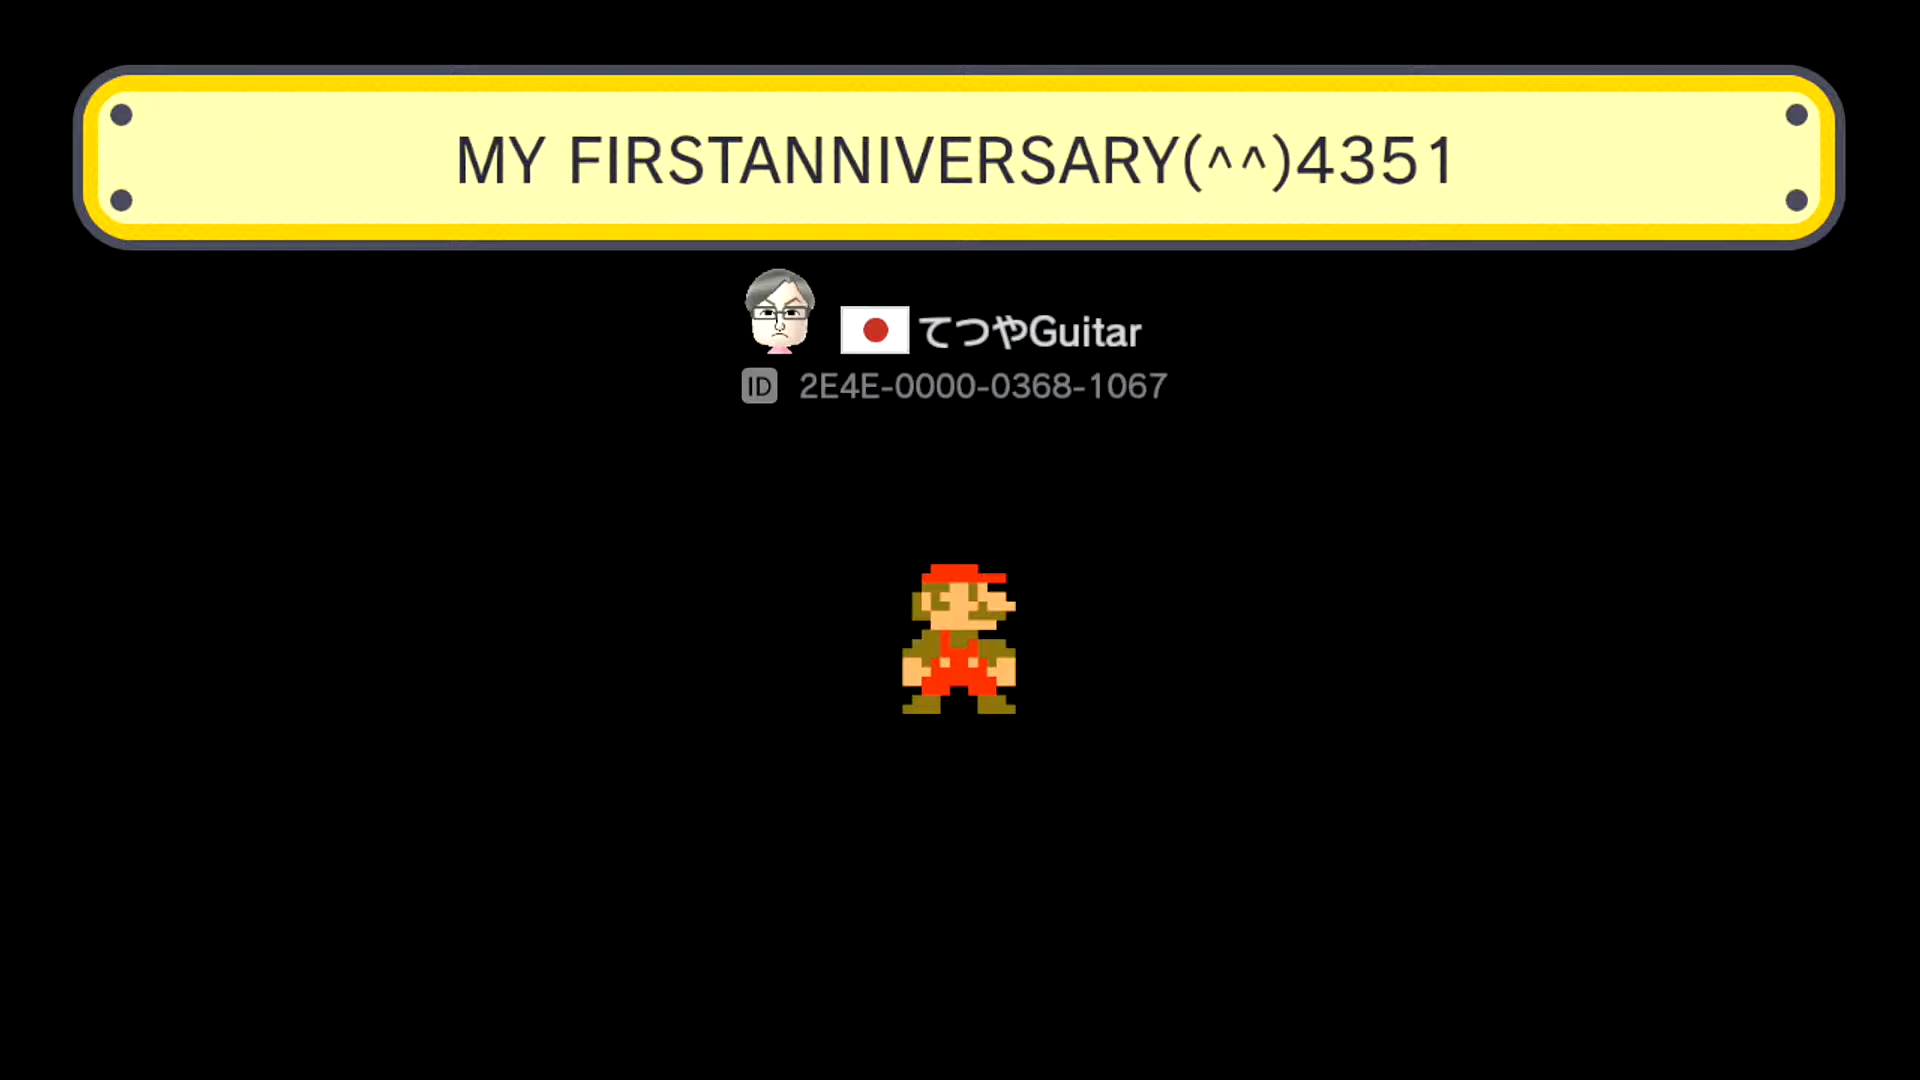 MY FIRSTANNIVERSARY(^^)4351
てつやGuitar
ID 2E4E-0000-0368-1067